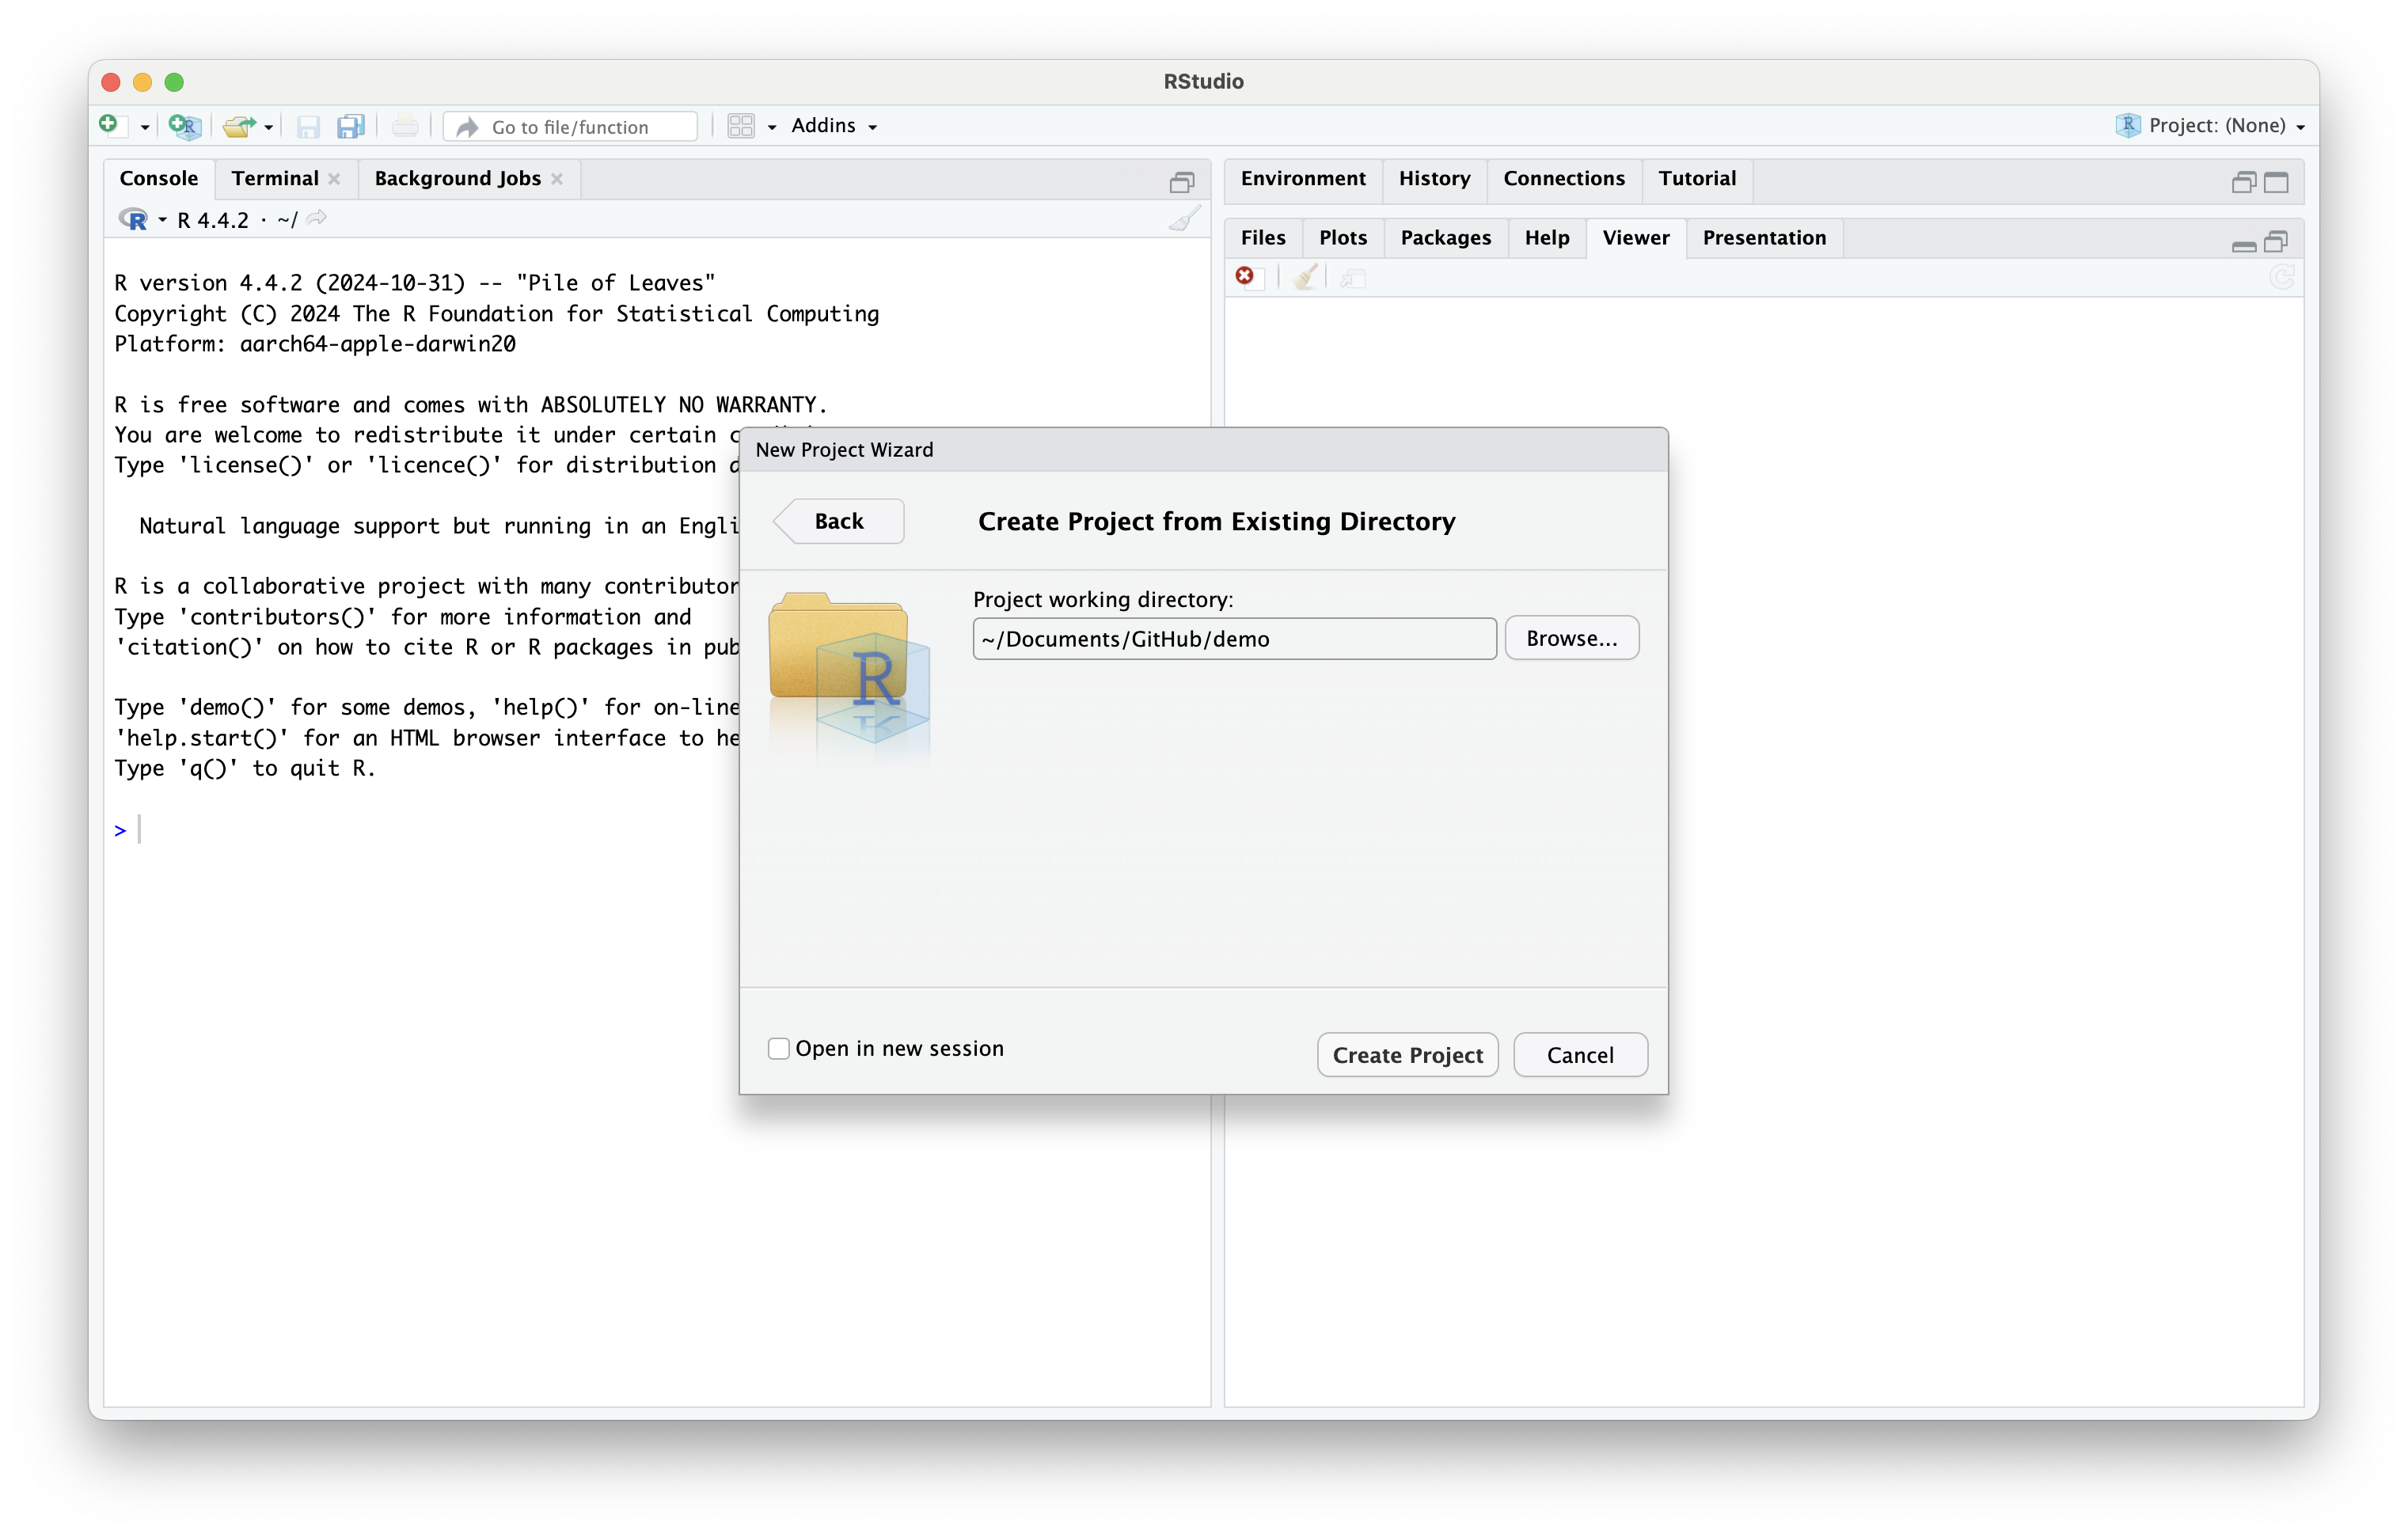 RStudio
Go to file/function
Addins
Project: (None)
Console
Terminal
Background Jobs
R 4.4.2 · ~/
R version 4.4.2 (2024-10-31) -- "Pile of Leaves"
Copyright (C) 2024 The R Foundation for Statistical Computing
Platform: aarch64-apple-darwin20
R is free software and comes with ABSOLUTELY NO WARRANTY.
You are welcome to redistribute it under certain
Type 'license()' or 'licence()' for distribution
Natural language support but running in an Engli
R is a collaborative project with many contributor
Type 'contributors()' for more information and
'citation()' on how to cite R or R packages in pub
Type 'demo()' for some demos, 'help()' for on-line
'help.start()' for an HTML browser interface to he
Type 'q()' to quit R.
>
Environment
History
Connections
Tutorial
Files
Plots
Packages
Help
Viewer
Presentation
New Project Wizard
Back
Create Project from Existing Directory
R
Project working directory:
~/Documents/GitHub/demo
Browse...
Open in new session
Create Project
Cancel